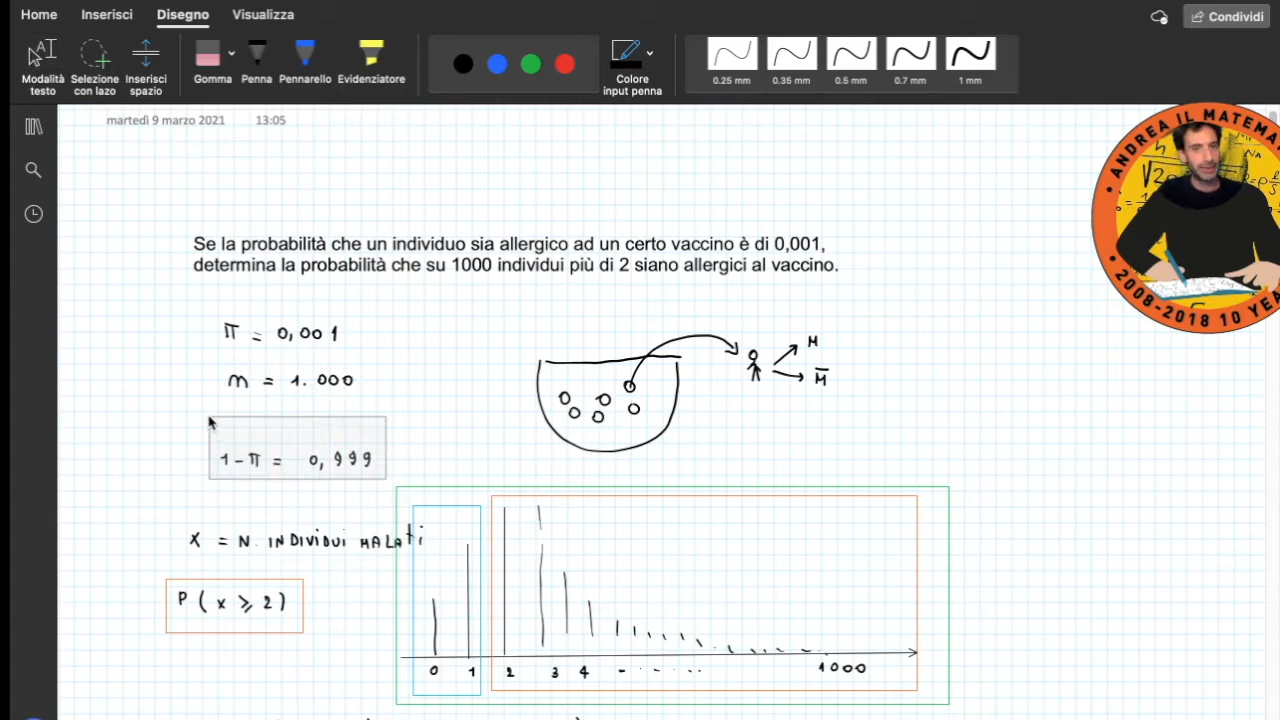 Home Inserisci Disegno Visualizza
Condividi
Modalità testo
Selezione con lazo
Inserisci spazio
Gomma
Penna
Pennarello
Evidenziatore
Colore input penna
0.25 mm
0.35 mm
0.5 mm
0.7 mm
1 mm
martedì 9 marzo 2021 13:05
ANDREA IL MATEMA
2008-2018 10 YEA
Se la probabilità che un individuo sia allergico ad un certo vaccino è di 0,001,
determina la probabilità che su 1000 individui più di 2 siano allergici al vaccino.
π = 0,001
n = 1.000
M
M̅
1-π = 0,999
X = N. INDIVIDUI MALATI
P (x ⩾ 2)
0 1 2 3 4 1000